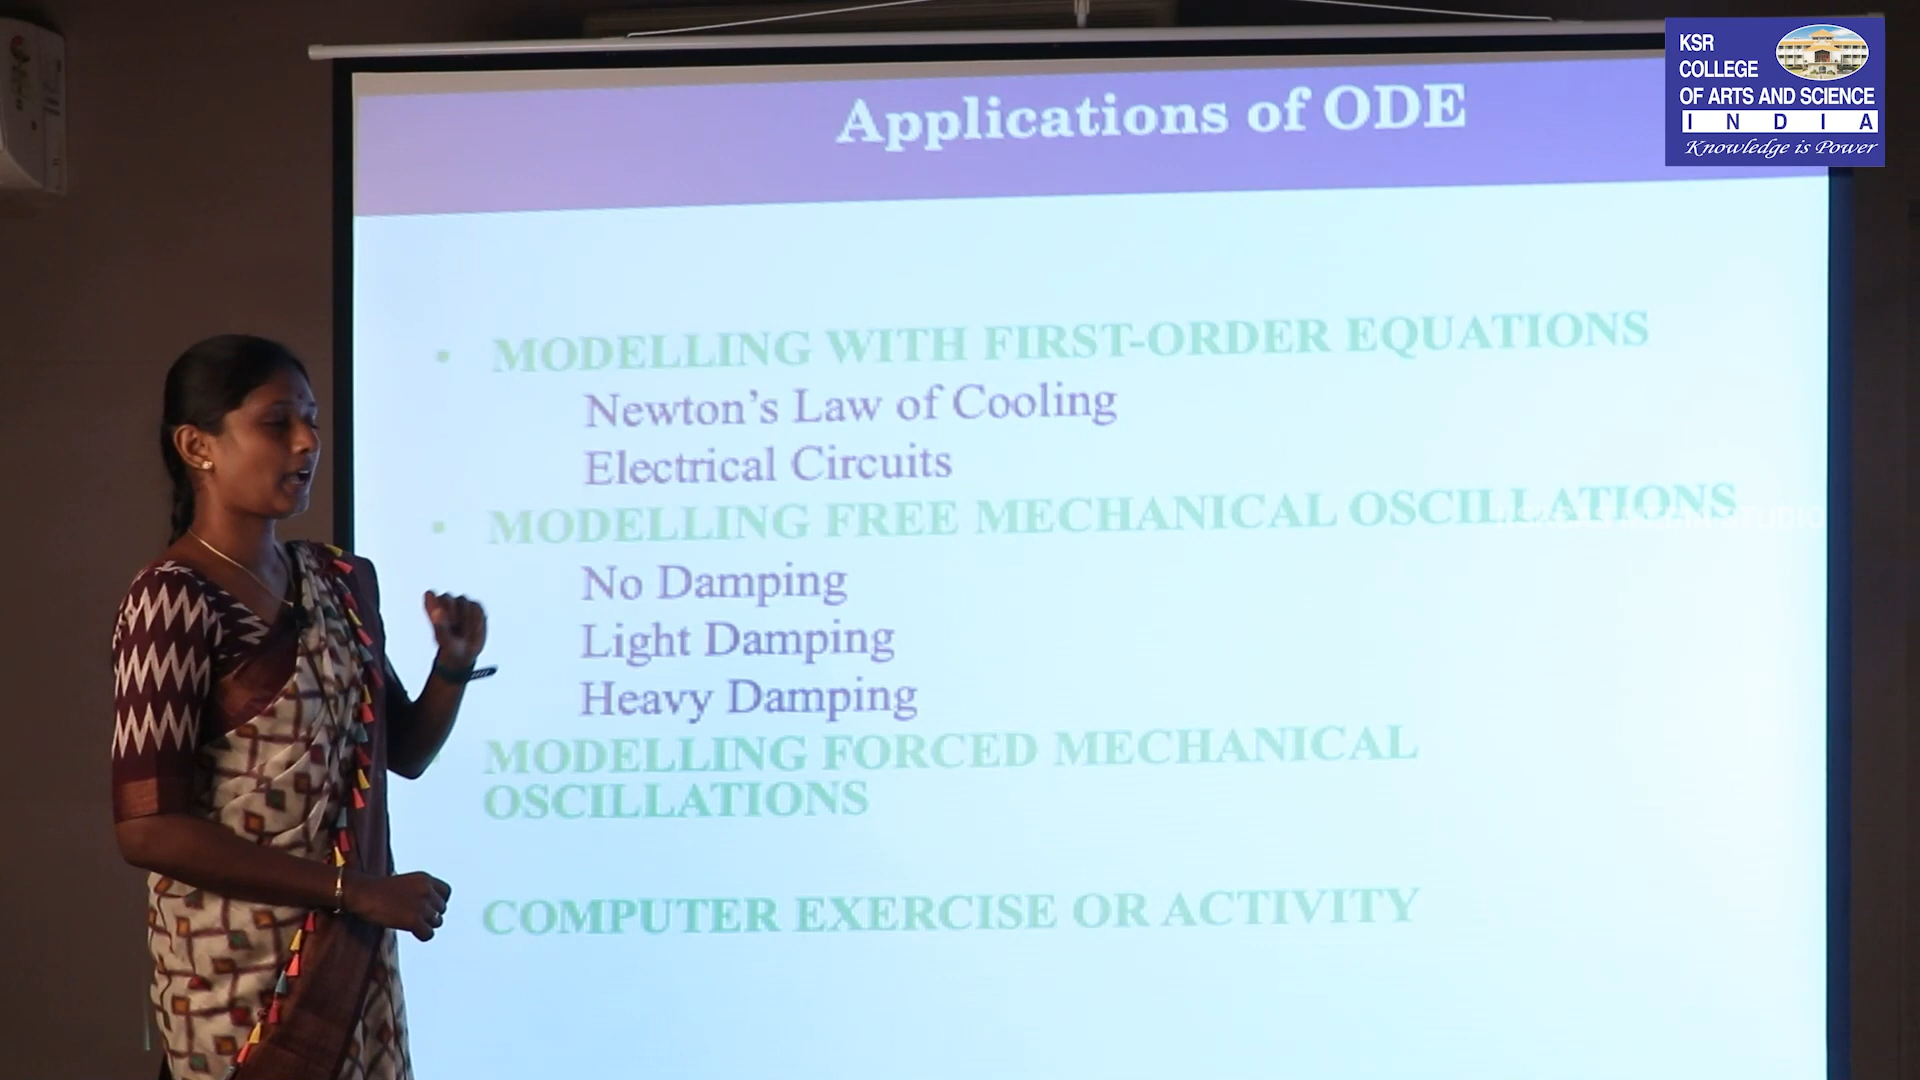 KSR
COLLEGE
OF ARTS AND SCIENCE
INDIA
Knowledge is Power
Applications of ODE
• MODELLING WITH FIRST-ORDER EQUATIONS
Newton's Law of Cooling
Electrical Circuits
• MODELLING FREE MECHANICAL OSCILLATIONS
No Damping
Light Damping
Heavy Damping
MODELLING FORCED MECHANICAL
OSCILLATIONS
COMPUTER EXERCISE OR ACTIVITY